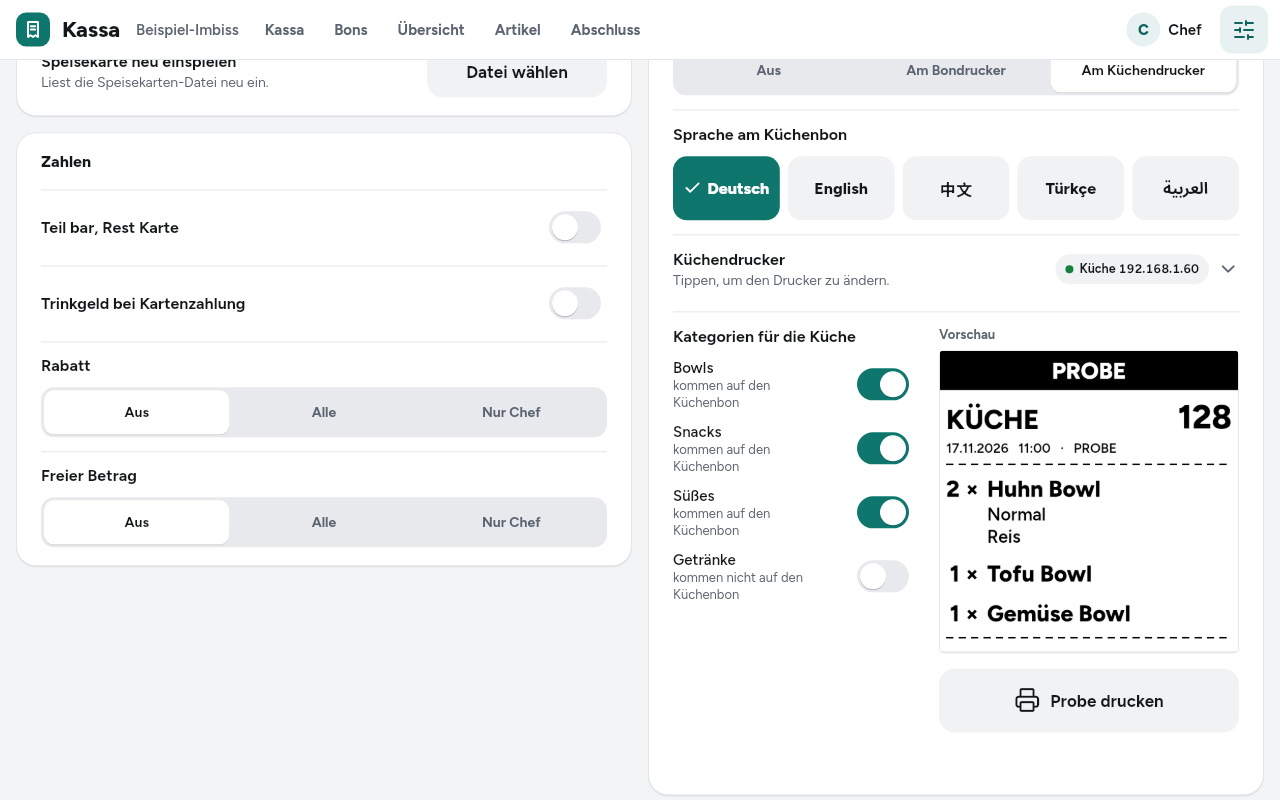 Kassa
Beispiel-Imbiss
Kassa
Bons
Übersicht
Artikel
Abschluss
C
Chef
Speisekarte neu einspielen
Liest die Speisekarten-Datei neu ein.
Datei wählen
Zahlen
Teil bar, Rest Karte
Trinkgeld bei Kartenzahlung
Rabatt
Aus
Alle
Nur Chef
Freier Betrag
Aus
Alle
Nur Chef
Aus
Am Bondrucker
Am Küchendrucker
Sprache am Küchenbon
Deutsch
English
中文
Türkçe
العربية
Küchendrucker
Tippen, um den Drucker zu ändern.
Küche 192.168.1.60
Kategorien für die Küche
Bowls
kommen auf den
Küchenbon
Snacks
kommen auf den
Küchenbon
Süßes
kommen auf den
Küchenbon
Getränke
kommen nicht auf den
Küchenbon
Vorschau
PROBE
KÜCHE 128
17.11.2026 11:00 · PROBE
2 × Huhn Bowl
Normal
Reis
1 × Tofu Bowl
1 × Gemüse Bowl
Probe drucken